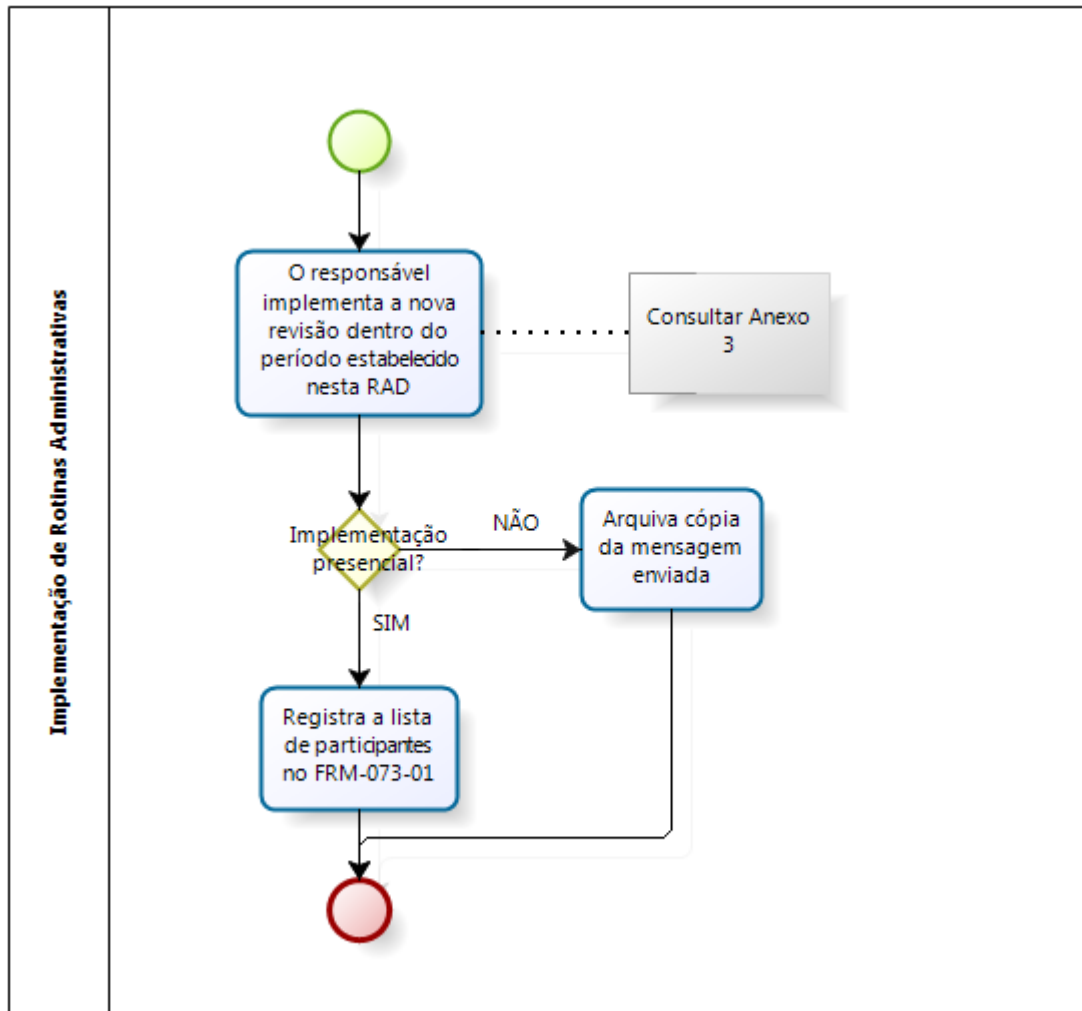 Implementação de Rotinas Administrativas
O responsável
implementa a nova
revisão dentro do
período estabelecido
nesta RAD
Consultar Anexo
3
Implementação
presencial?
NÃO
Arquiva cópia
da mensagem
enviada
SIM
Registra a lista
de participantes
no FRM-073-01